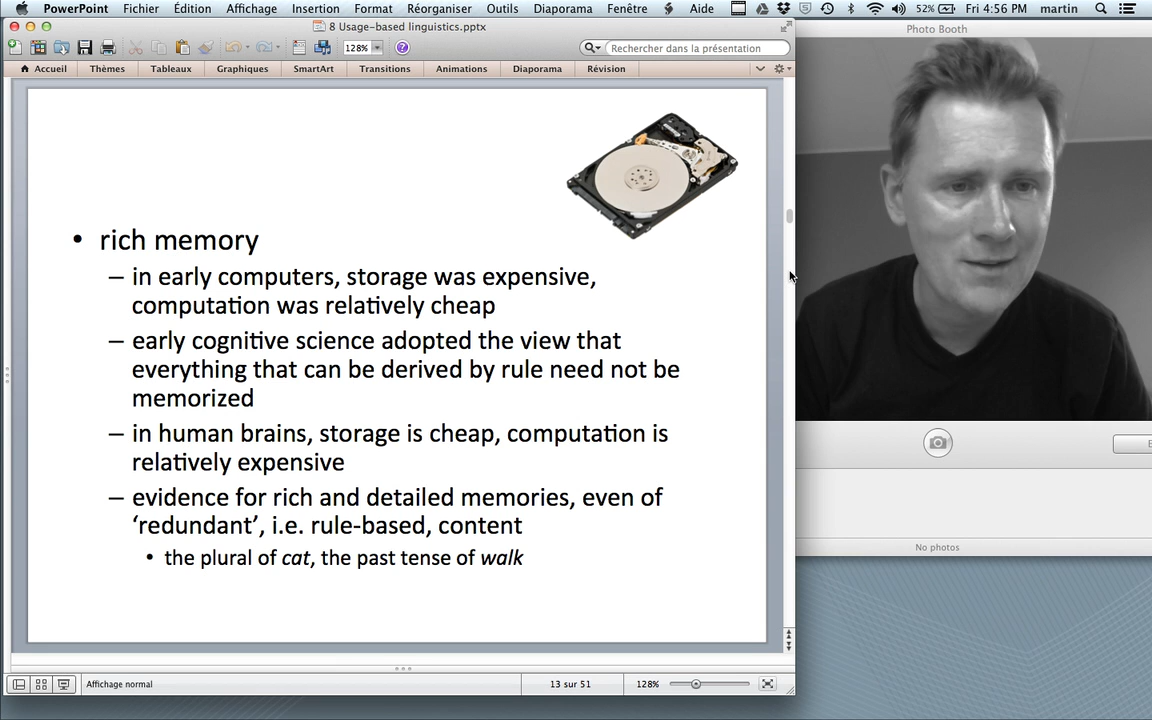 PowerPoint Fichier Édition Affichage Insertion Format Réorganiser Outils Diaporama Fenêtre Aide 52% Fri 4:56 PM martin
8 Usage-based linguistics.pptx
Photo Booth
128% Rechercher dans la présentation
Accueil Thèmes Tableaux Graphiques SmartArt Transitions Animations Diaporama Révision
• rich memory
– in early computers, storage was expensive,
computation was relatively cheap
– early cognitive science adopted the view that
everything that can be derived by rule need not be
memorized
– in human brains, storage is cheap, computation is
relatively expensive
– evidence for rich and detailed memories, even of
‘redundant’, i.e. rule-based, content
• the plural of cat, the past tense of walk
No photos
Affichage normal 13 sur 51 128%